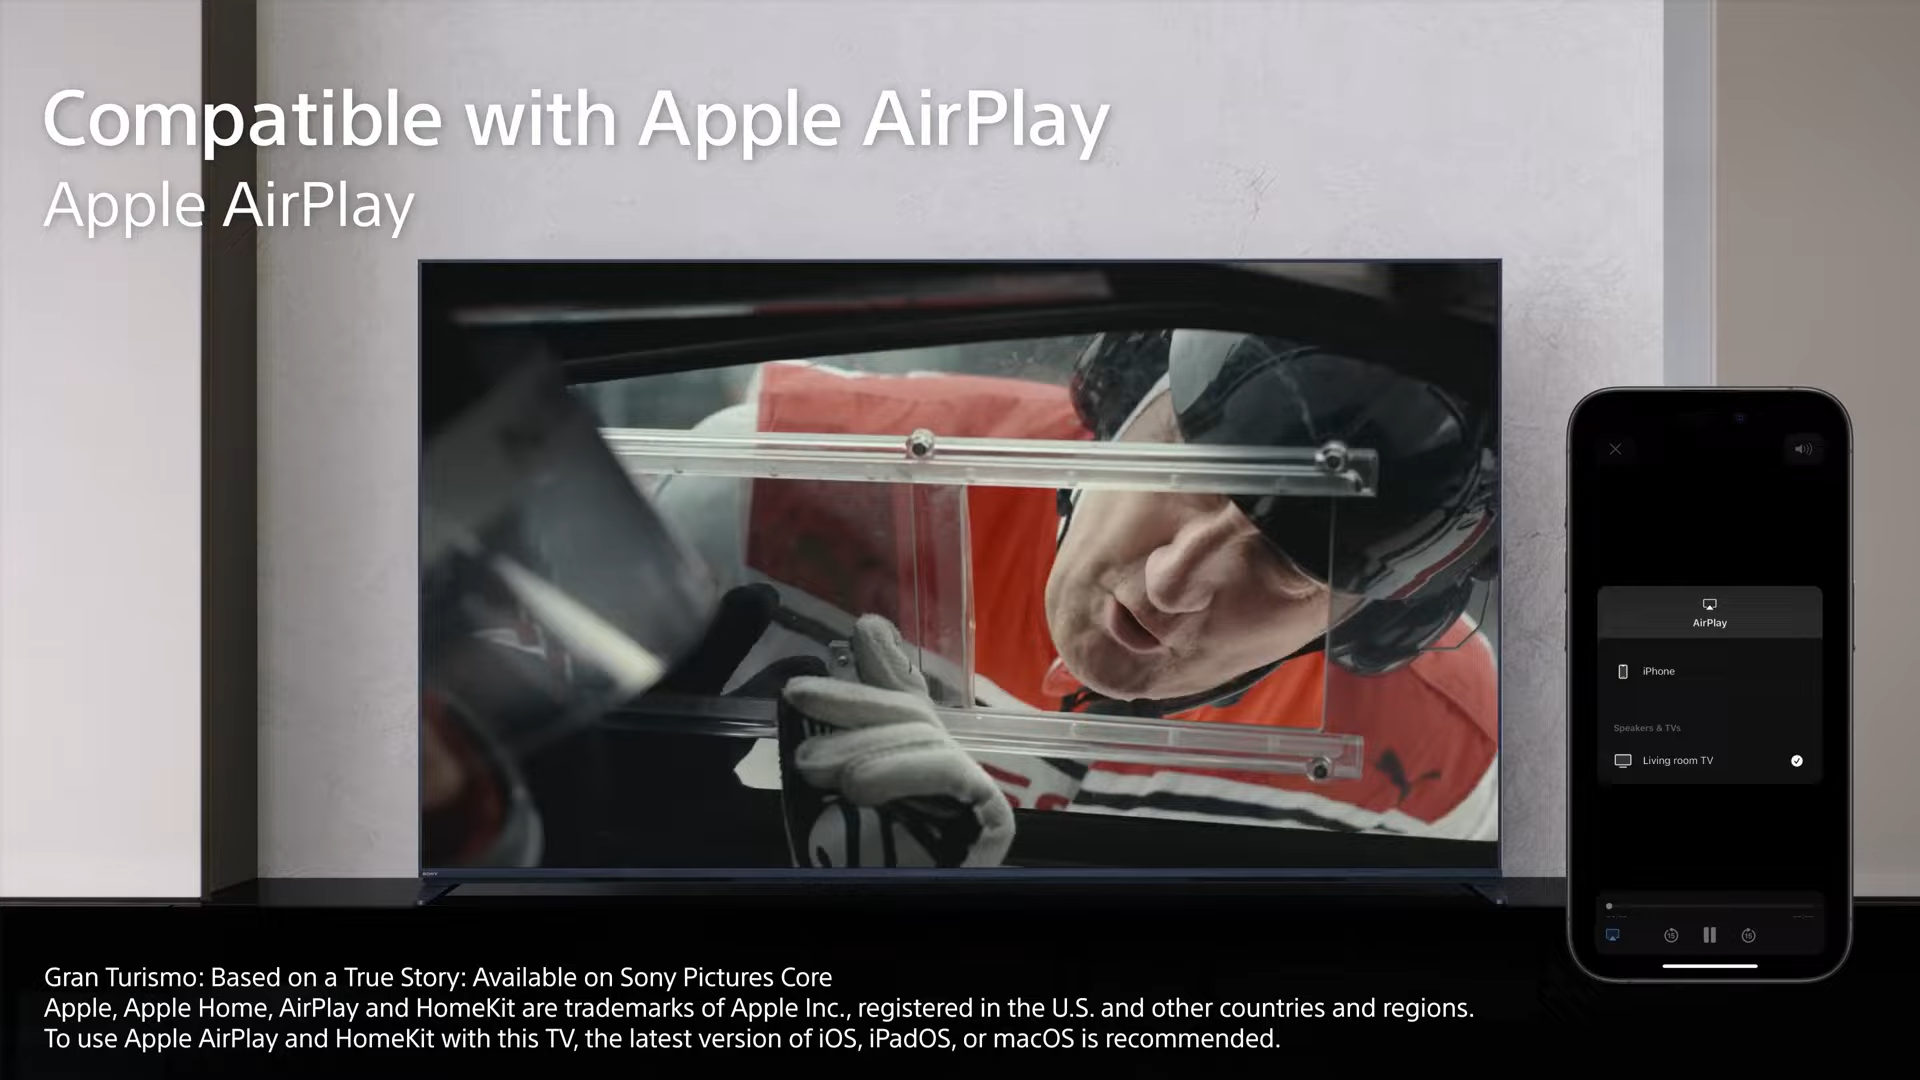 Compatible with Apple AirPlay
Apple AirPlay
AirPlay
iPhone
Speakers & TVs
Living room TV
15
15
SONY
Gran Turismo: Based on a True Story: Available on Sony Pictures Core
Apple, Apple Home, AirPlay and HomeKit are trademarks of Apple Inc., registered in the U.S. and other countries and regions.
To use Apple AirPlay and HomeKit with this TV, the latest version of iOS, iPadOS, or macOS is recommended.